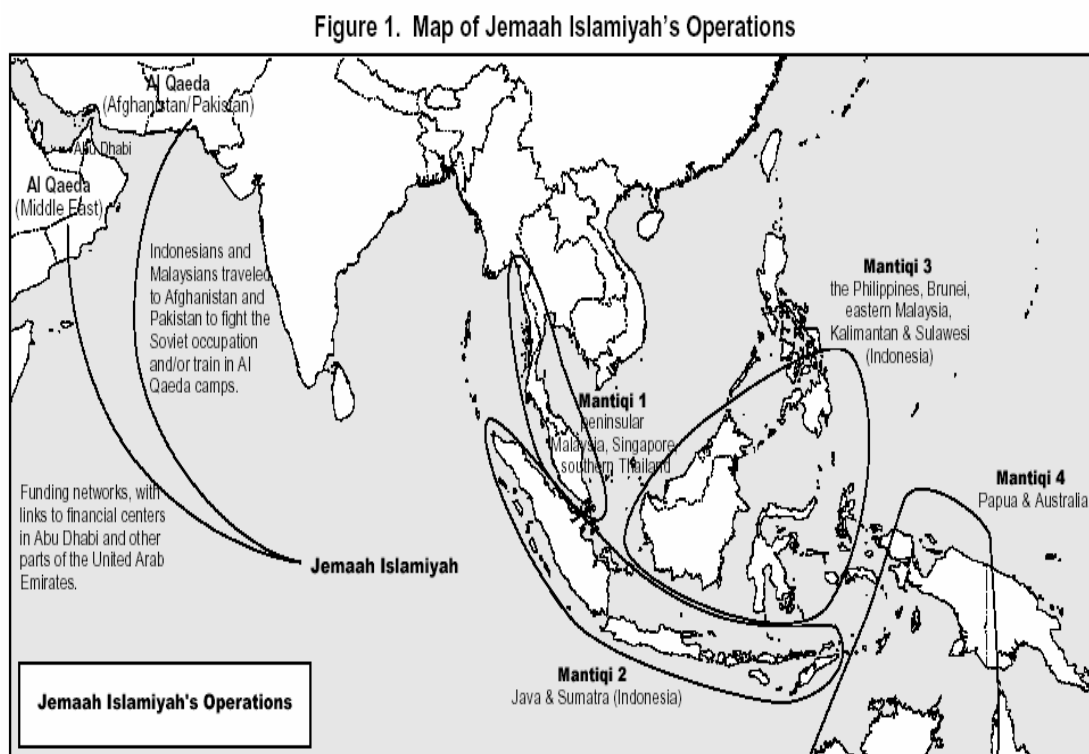 Figure 1. Map of Jemaah Islamiyah's Operations
Al Qaeda
(Afghanistan/Pakistan)
Abu Dhabi
Al Qaeda
(Middle East)
Indonesians and
Malaysians traveled
to Afghanistan and
Pakistan to fight the
Soviet occupation
and/or train in Al
Qaeda camps.
Mantiqi 3
the Philippines, Brunei,
eastern Malaysia,
Kalimantan & Sulawesi
(Indonesia)
Mantiqi 1
peninsular
Malaysia, Singapore,
southern Thailand
Mantiqi 4
Papua & Australia
Funding networks, with
links to financial centers
in Abu Dhabi and other
parts of the United Arab
Emirates.
Jemaah Islamiyah
Mantiqi 2
Java & Sumatra (Indonesia)
Jemaah Islamiyah's Operations